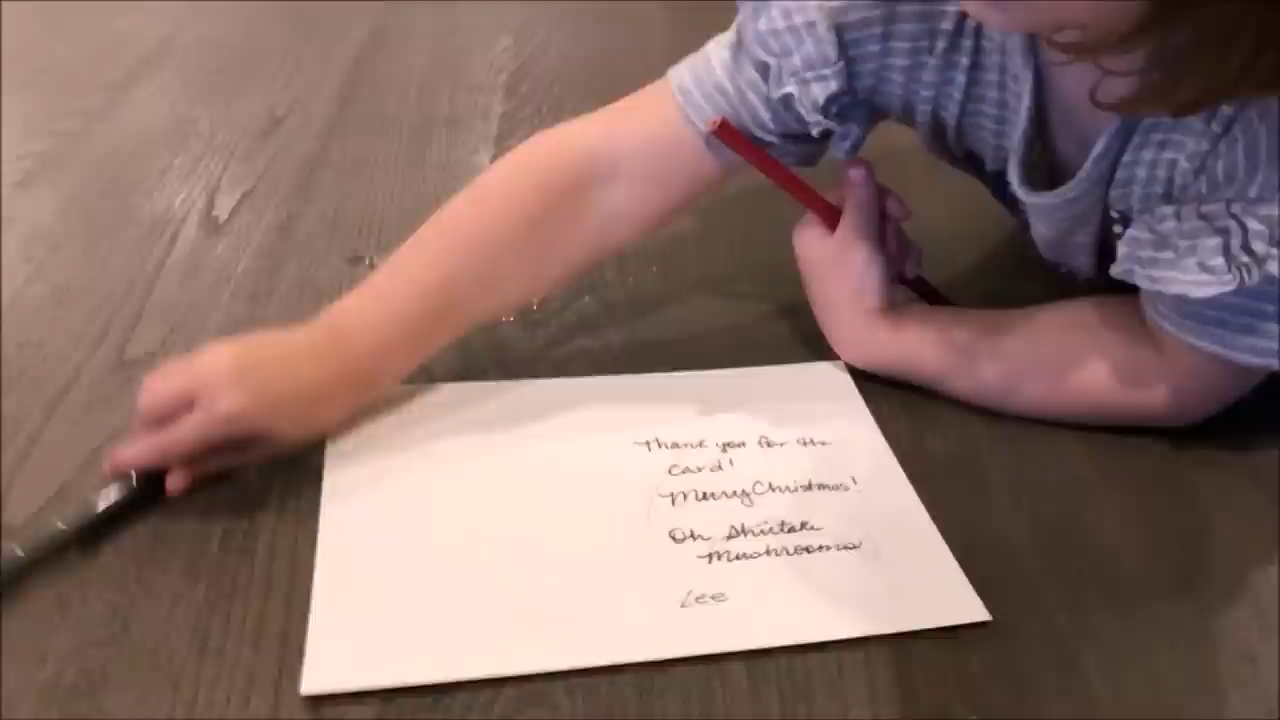 Thank you for the
card!
Merry Christmas!
Oh Shiitake
Mushrooms
Lee